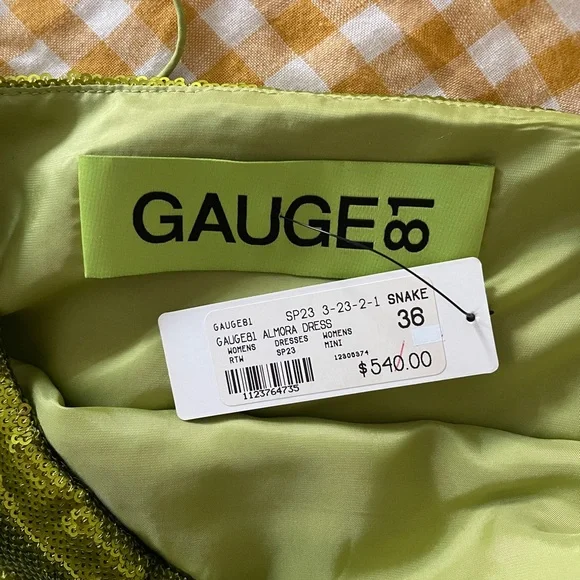 GAUGE81
GAUGE81 SP23 3-23-2-1 SNAKE
GAUGE81 ALMORA DRESS 36
WOMENS DRESSES WOMENS
RTW SP23 MINI 12305374
$540.00
1123764735